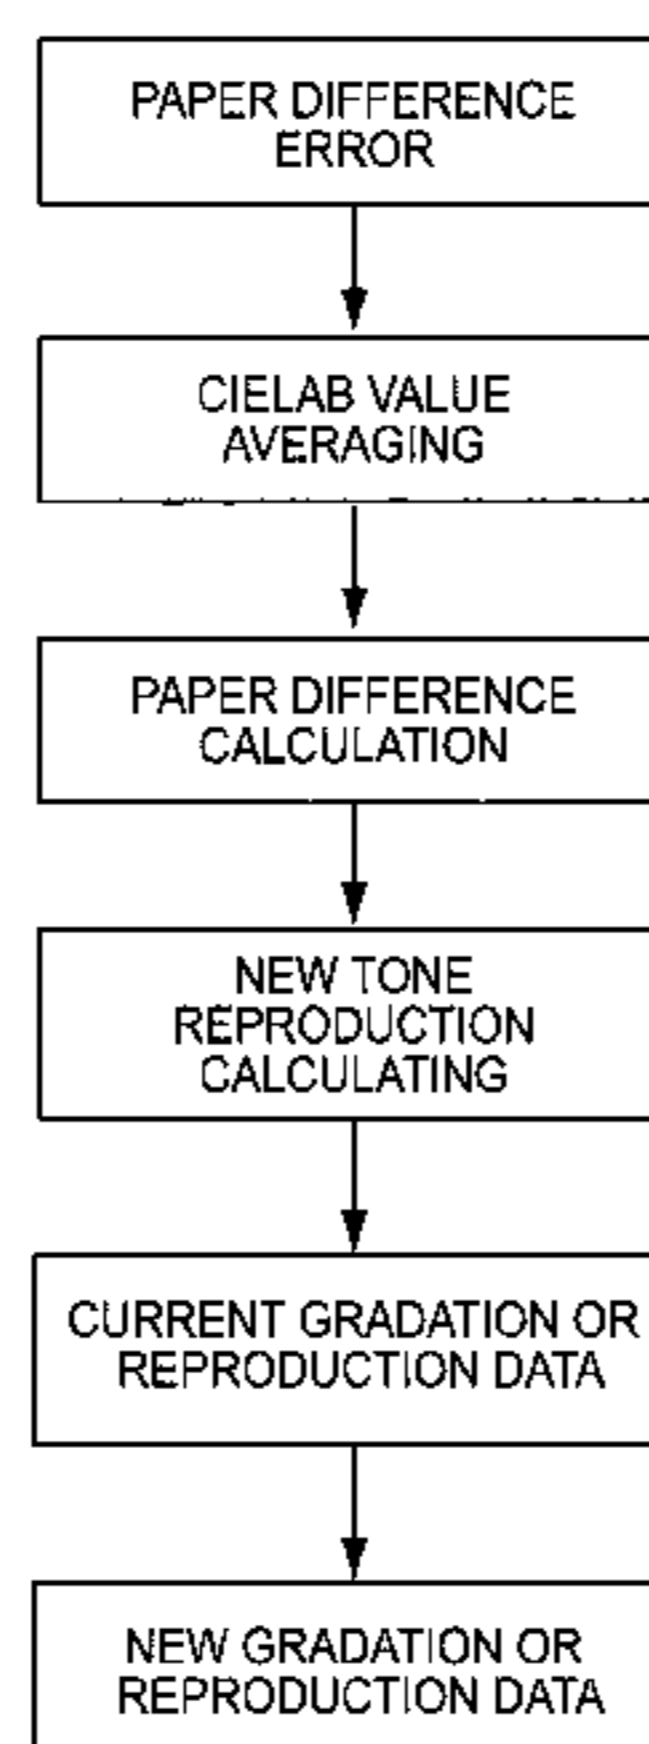 PAPER DIFFERENCE
ERROR
CIELAB VALUE
AVERAGING
PAPER DIFFERENCE
CALCULATION
NEW TONE
REPRODUCTION
CALCULATING
CURRENT GRADATION OR
REPRODUCTION DATA
NEW GRADATION OR
REPRODUCTION DATA